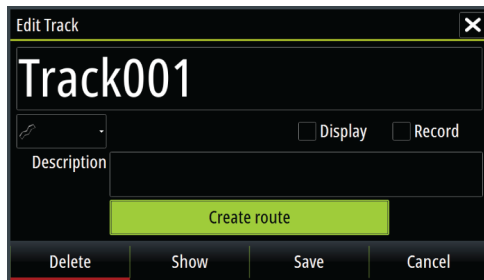 Edit Track
Track001
Display Record
Description
Create route
Delete Show Save Cancel